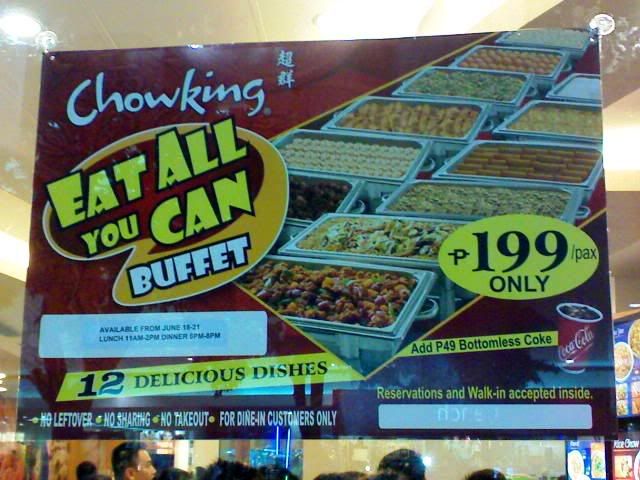 Chowking
超
群
EAT ALL
YOU CAN
BUFFET
₱199/pax
ONLY
AVAILABLE FROM JUNE 18-21
LUNCH 11AM-2PM DINNER 6PM-8PM
Add P49 Bottomless Coke
Coca-Cola
12 DELICIOUS DISHES
Reservations and Walk-in accepted inside.
NO LEFTOVER • NO SHARING • NO TAKEOUT • FOR DINE-IN CUSTOMERS ONLY